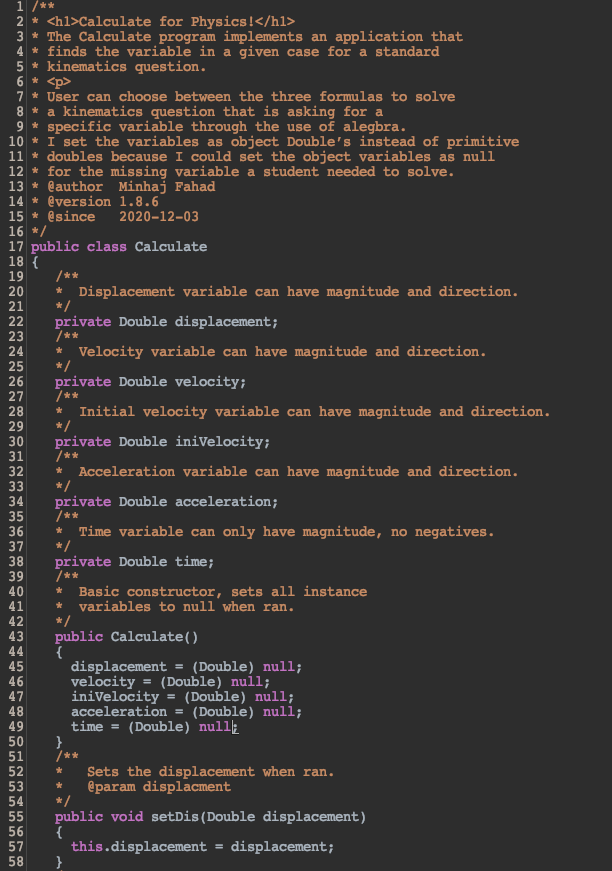 1 /**
2 * <h1>Calculate for Physics!</h1>
3 * The Calculate program implements an application that
4 * finds the variable in a given case for a standard
5 * kinematics question.
6 * <p>
7 * User can choose between the three formulas to solve
8 * a kinematics question that is asking for a
9 * specific variable through the use of alegbra.
10 * I set the variables as object Double's instead of primitive
11 * doubles because I could set the object variables as null
12 * for the missing variable a student needed to solve.
13 * @author  Minhaj Fahad
14 * @version 1.8.6
15 * @since   2020-12-03
16 */
17 public class Calculate
18 {
19    /**
20    *  Displacement variable can have magnitude and direction.
21    */
22    private Double displacement;
23    /**
24    *  Velocity variable can have magnitude and direction.
25    */
26    private Double velocity;
27    /**
28    *  Initial velocity variable can have magnitude and direction.
29    */
30    private Double iniVelocity;
31    /**
32    *  Acceleration variable can have magnitude and direction.
33    */
34    private Double acceleration;
35    /**
36    *  Time variable can only have magnitude, no negatives.
37    */
38    private Double time;
39    /**
40    *  Basic constructor, sets all instance
41    *  variables to null when ran.
42    */
43    public Calculate()
44    {
45      displacement = (Double) null;
46      velocity = (Double) null;
47      iniVelocity = (Double) null;
48      acceleration = (Double) null;
49      time = (Double) null;
50    }
51    /**
52    *   Sets the displacement when ran.
53    *   @param displacment
54    */
55    public void setDis(Double displacement)
56    {
57      this.displacement = displacement;
58    }